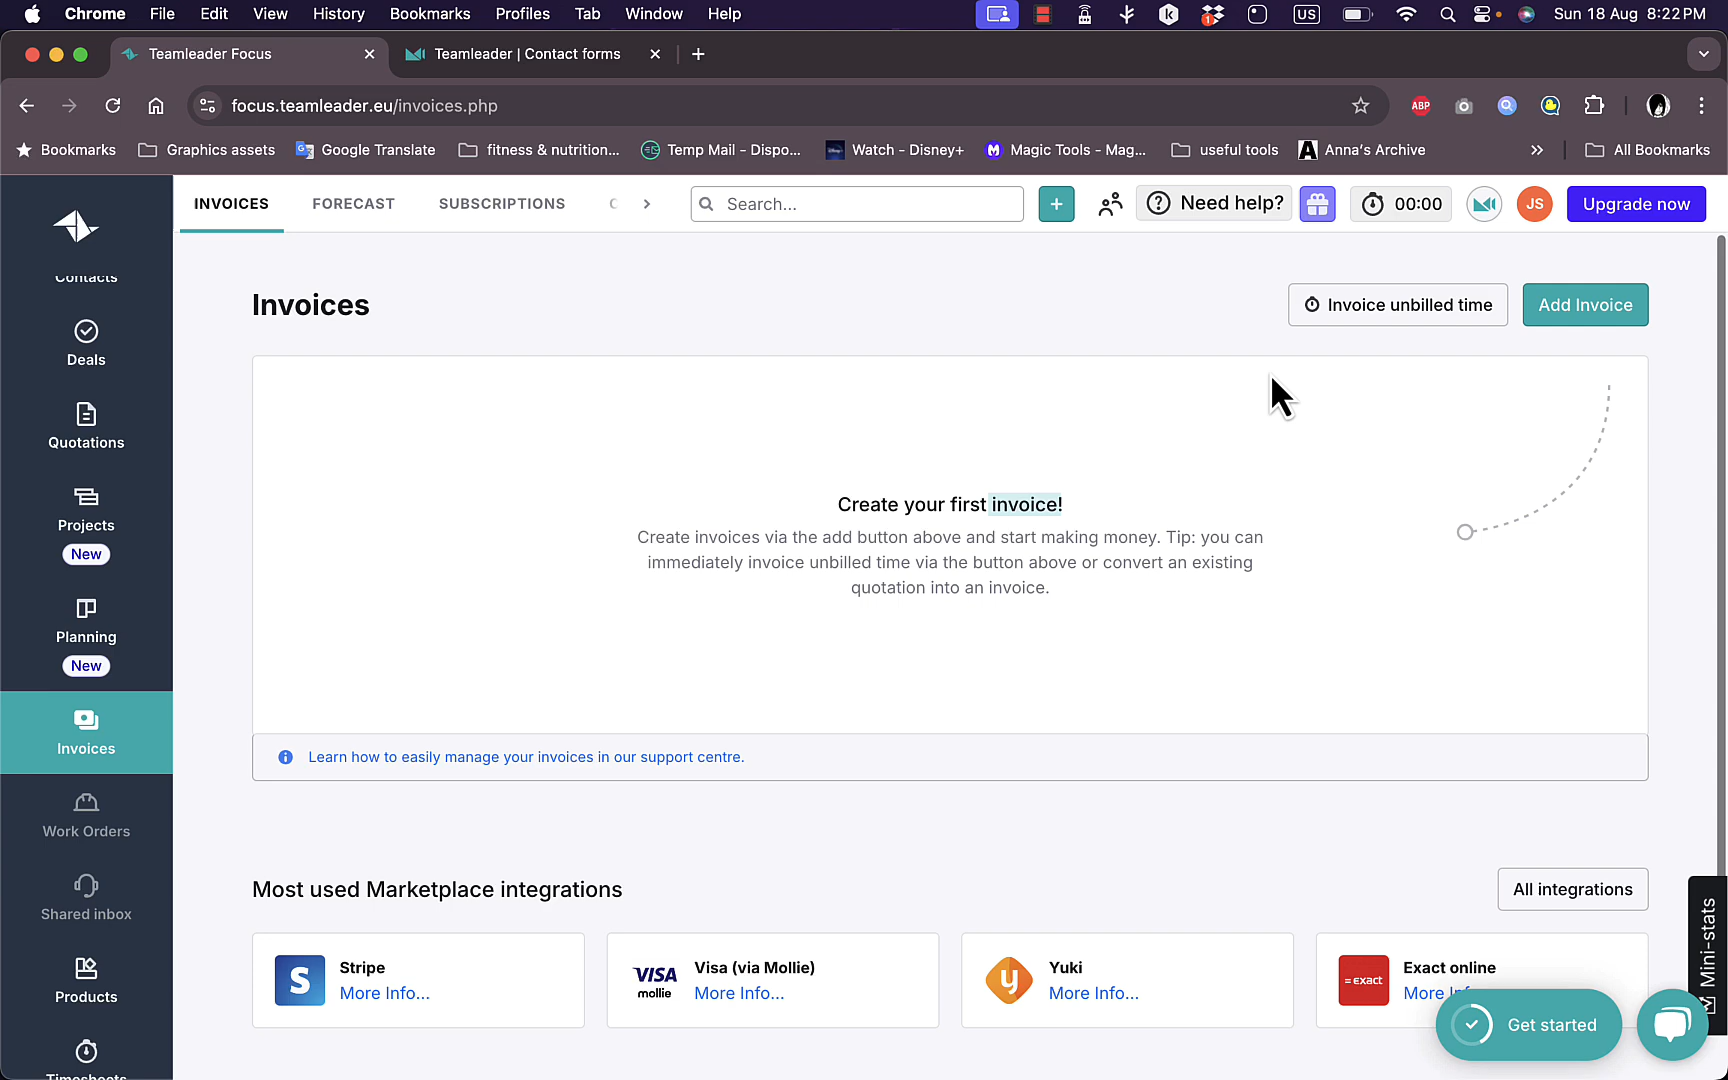 Chrome File Edit View History Bookmarks Profiles Tab Window Help US Sun 18 Aug 8:22 PM
Teamleader Focus Teamleader | Contact forms
focus.teamleader.eu/invoices.php ABP
Bookmarks Graphics assets Google Translate fitness & nutrition... Temp Mail - Dispo... Watch - Disney+ Magic Tools - Mag... useful tools Anna's Archive All Bookmarks
INVOICES FORECAST SUBSCRIPTIONS C Search... Need help? 00:00 JS Upgrade now
Contacts
Deals
Quotations
Projects
New
Planning
New
Invoices
Work Orders
Shared inbox
Products
Timesheets
Invoices
Invoice unbilled time Add Invoice
Create your first invoice!
Create invoices via the add button above and start making money. Tip: you can
immediately invoice unbilled time via the button above or convert an existing
quotation into an invoice.
Learn how to easily manage your invoices in our support centre.
Most used Marketplace integrations
All integrations
S Stripe
More Info...
VISA mollie Visa (via Mollie)
More Info...
y Yuki
More Info...
= exact Exact online
More
Get started
Mini-stats